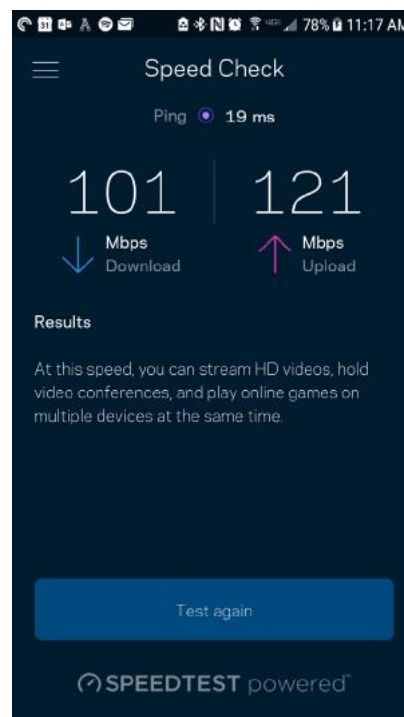 78% 11:17 AM
Speed Check
Ping 19 ms
101 121
Mbps Mbps
Download Upload
Results
At this speed, you can stream HD videos, hold
video conferences, and play online games on
multiple devices at the same time.
Test again
SPEEDTEST powered